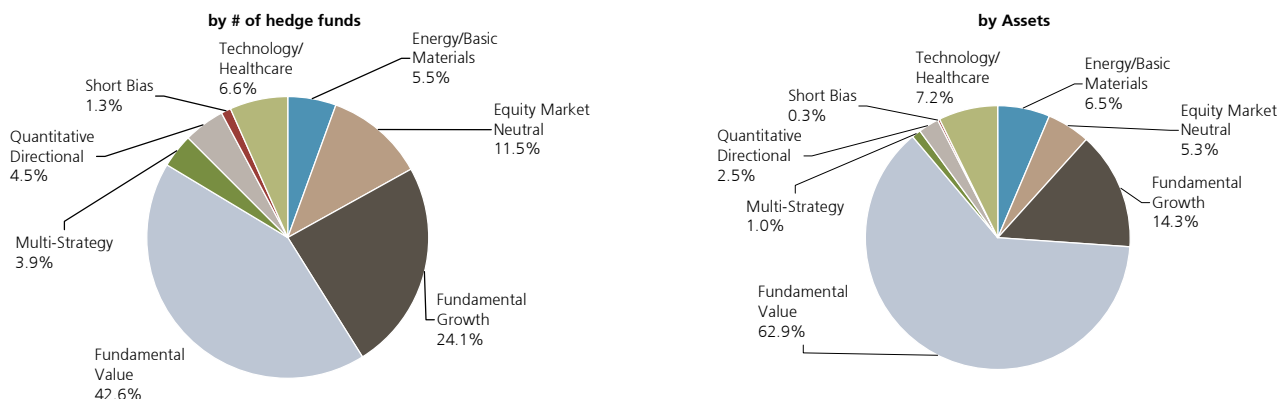 by # of hedge funds
Technology/
Healthcare
6.6%
Energy/Basic
Materials
5.5%
Short Bias
1.3%
Equity Market
Neutral
11.5%
Quantitative
Directional
4.5%
Multi-Strategy
3.9%
Fundamental
Growth
24.1%
Fundamental
Value
42.6%
by Assets
Technology/
Healthcare
7.2%
Energy/Basic
Materials
6.5%
Short Bias
0.3%
Equity Market
Neutral
5.3%
Quantitative
Directional
2.5%
Fundamental
Growth
14.3%
Multi-Strategy
1.0%
Fundamental
Value
62.9%